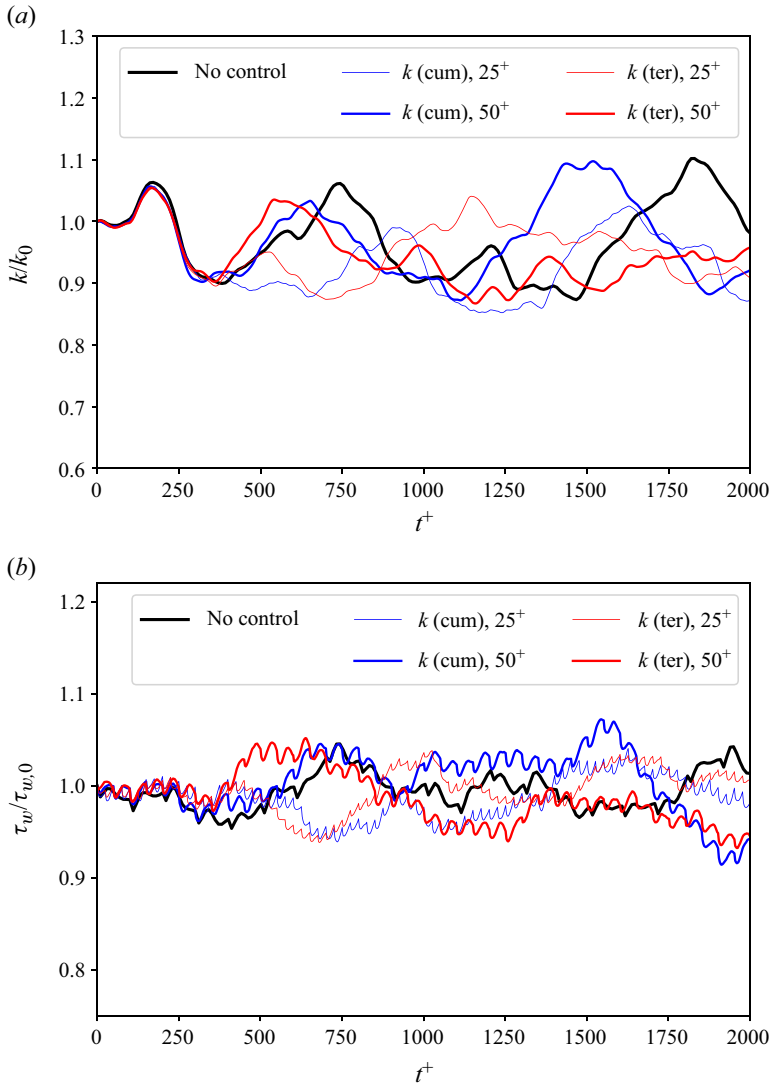 (a)
1.3
1.2
1.1
1.0
0.9
0.8
0.7
0.6
k/k₀
No control
k (cum), 25⁺
k (ter), 25⁺
k (cum), 50⁺
k (ter), 50⁺
0 250 500 750 1000 1250 1500 1750 2000
t⁺
(b)
1.2
1.1
1.0
0.9
0.8
τ_w/τ_w,0
No control
k (cum), 25⁺
k (ter), 25⁺
k (cum), 50⁺
k (ter), 50⁺
0 250 500 750 1000 1250 1500 1750 2000
t⁺